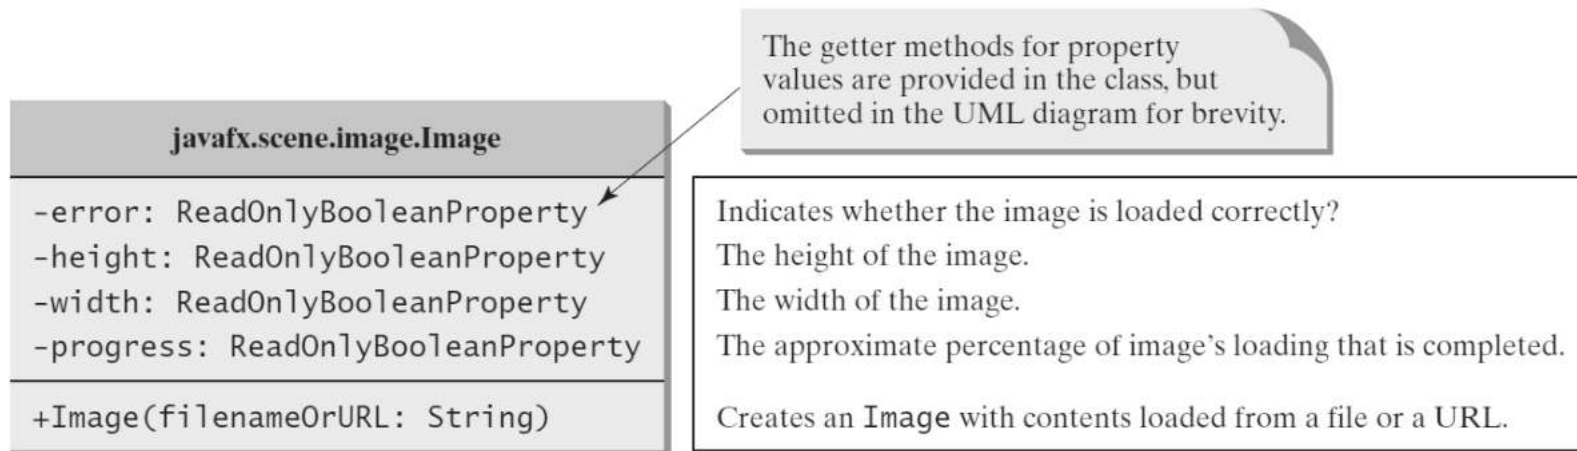 The getter methods for property
values are provided in the class, but
omitted in the UML diagram for brevity.
javafx.scene.image.Image
-error: ReadOnlyBooleanProperty
Indicates whether the image is loaded correctly?
-height: ReadOnlyBooleanProperty
The height of the image.
-width: ReadOnlyBooleanProperty
The width of the image.
-progress: ReadOnlyBooleanProperty
The approximate percentage of image’s loading that is completed.
+Image(filenameOrURL: String)
Creates an Image with contents loaded from a file or a URL.